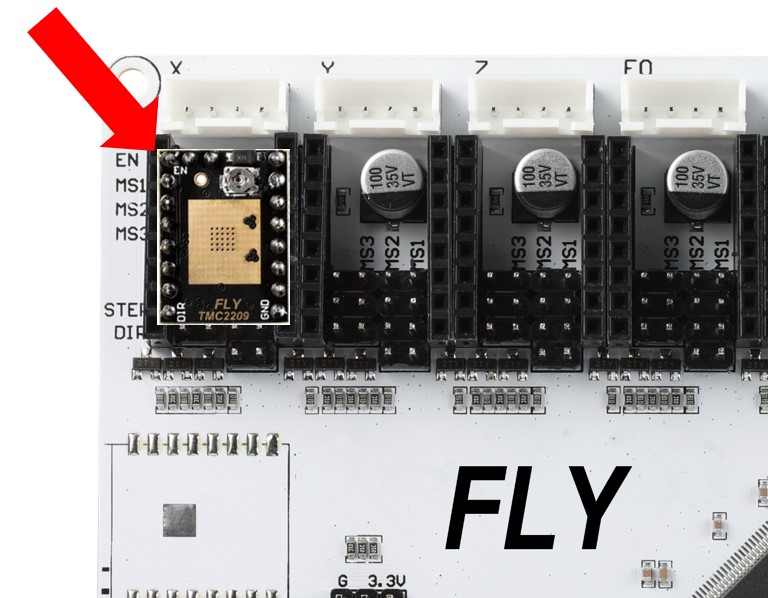 X Y Z E0
EN
MS1
MS2
MS3
STEP
DIR
EN
DIR
FLY
TMC2209
GND
100
35V
VT
MS3
MS2
MS1
100
35V
VT
MS3
MS2
MS1
100
35V
VT
MS3
MS2
MS1
FLY
G 3.3V